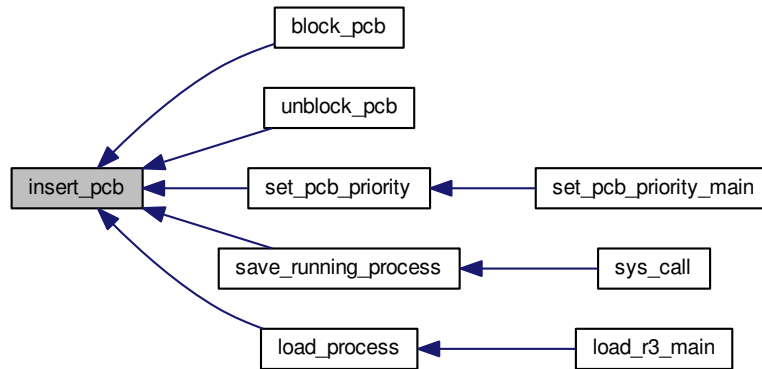 block_pcb
unblock_pcb
insert_pcb
set_pcb_priority
set_pcb_priority_main
save_running_process
sys_call
load_process
load_r3_main